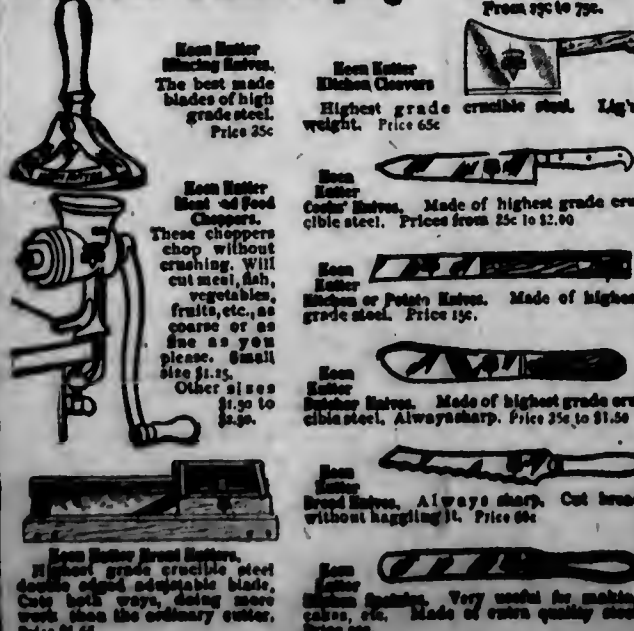 Keen Kutter
Mincing Knives.
The best made
blades of high
grade steel.
Price 25c
Keen Kutter
Meat and Food
Choppers.
These choppers
chop without
crushing. Will
cut meat, fish,
vegetables,
fruits, etc., as
coarse or as
fine as you
please. Small
size $1.25.
Other sizes
$1.50 to
$2.50.
Keen Kutter Kraut Kutters.
Highest grade crucible steel
double edged adjustable blade,
Cuts both ways, doing more
work than the ordinary cutter.
From 25c to 75c.
Keen Kutter
Kitchen Cleavers
Highest grade crucible steel. Lig
weight. Price 65c
Keen
Kutter
Cooks' Knives. Made of highest grade cru
cible steel. Prices from 25c to $2.00
Keen
Kutter
Kitchen or Potato Knives. Made of highest
grade steel. Price 15c.
Keen
Kutter
Butcher Knives. Made of highest grade cru
cible steel. Always sharp. Price 35c to $1.50
Keen
Kutter
Bread Knives. Always sharp. Cut bread
without haggling it. Price 60c
Keen
Kutter
Very useful for makin
cakes, etc. Made of extra quality steel